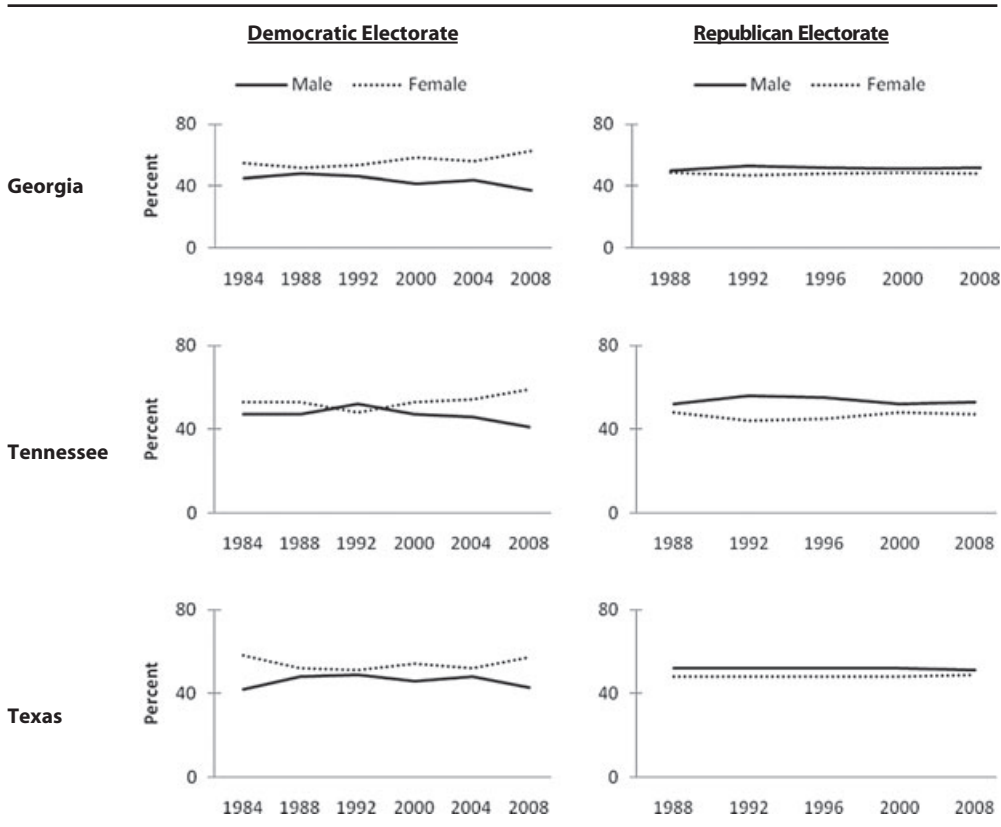 Democratic Electorate Republican Electorate
Male Female Male Female
Georgia
Percent
80
40
0
1984 1988 1992 2000 2004 2008
80
40
0
1988 1992 1996 2000 2008
Tennessee
Percent
80
40
0
1984 1988 1992 2000 2004 2008
80
40
0
1988 1992 1996 2000 2008
Texas
Percent
80
40
0
1984 1988 1992 2000 2004 2008
80
40
0
1988 1992 1996 2000 2008